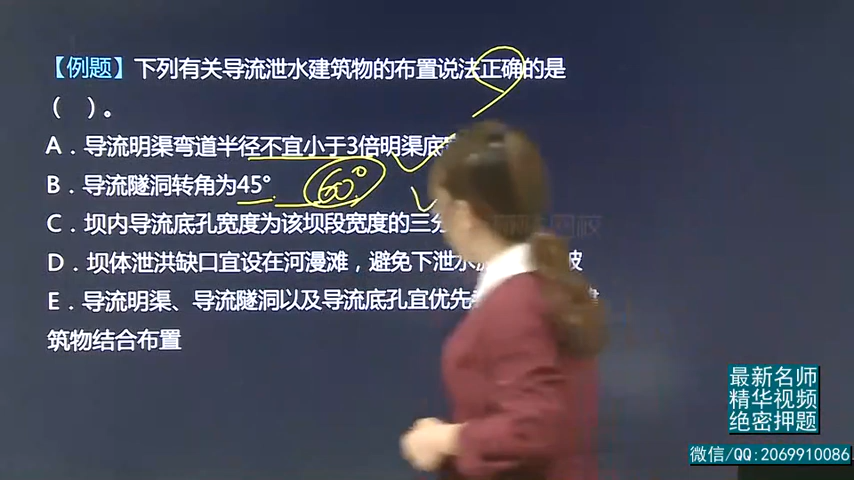 【例题】下列有关导流泄水建筑物的布置说法正确的是
（ ）。
A．导流明渠弯道半径不宜小于3倍明渠底
B．导流隧洞转角为45°
60°
C．坝内导流底孔宽度为该坝段宽度的三
D．坝体泄洪缺口宜设在河漫滩，避免下泄水
E．导流明渠、导流隧洞以及导流底孔宜优先
筑物结合布置
最新名师
精华视频
绝密押题
微信/QQ:2069910086